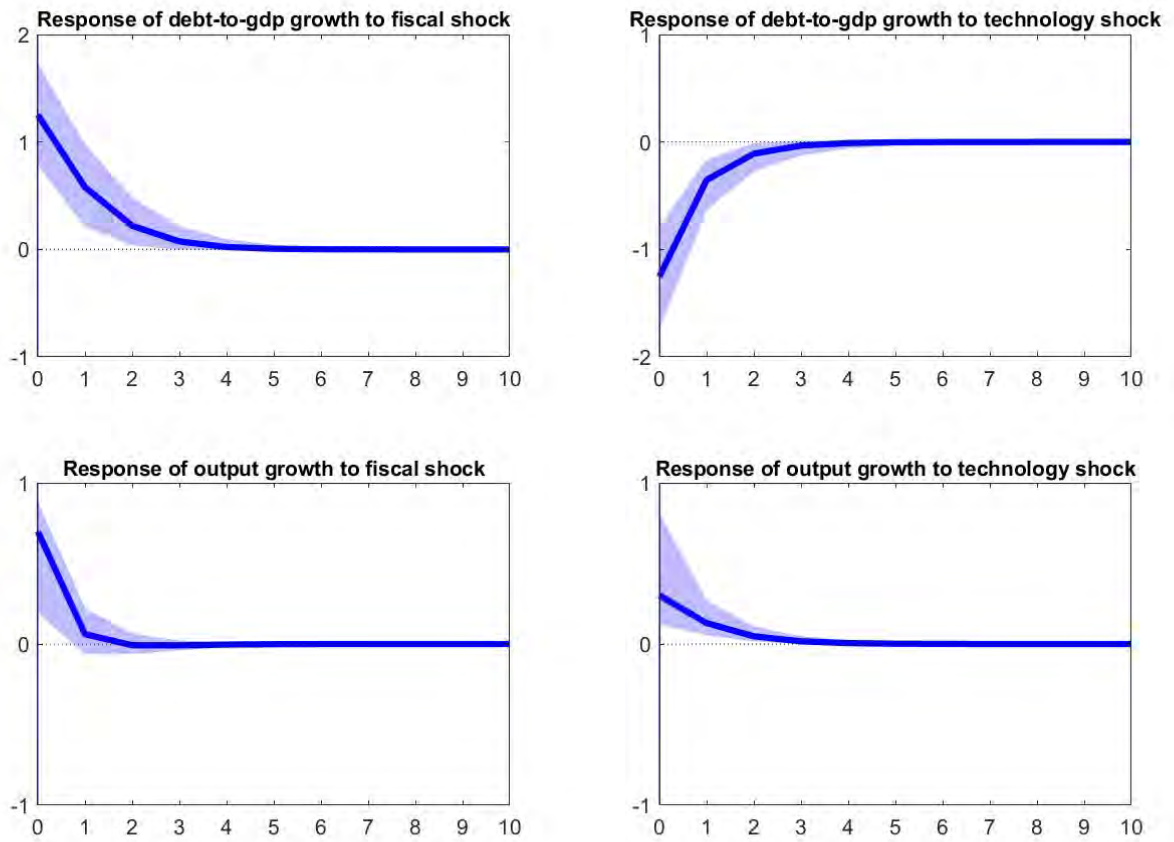 Response of debt-to-gdp growth to fiscal shock
2
1
0
-1
0 1 2 3 4 5 6 7 8 9 10
Response of debt-to-gdp growth to technology shock
1
0
-1
-2
0 1 2 3 4 5 6 7 8 9 10
Response of output growth to fiscal shock
1
0
-1
0 1 2 3 4 5 6 7 8 9 10
Response of output growth to technology shock
1
0
-1
0 1 2 3 4 5 6 7 8 9 10